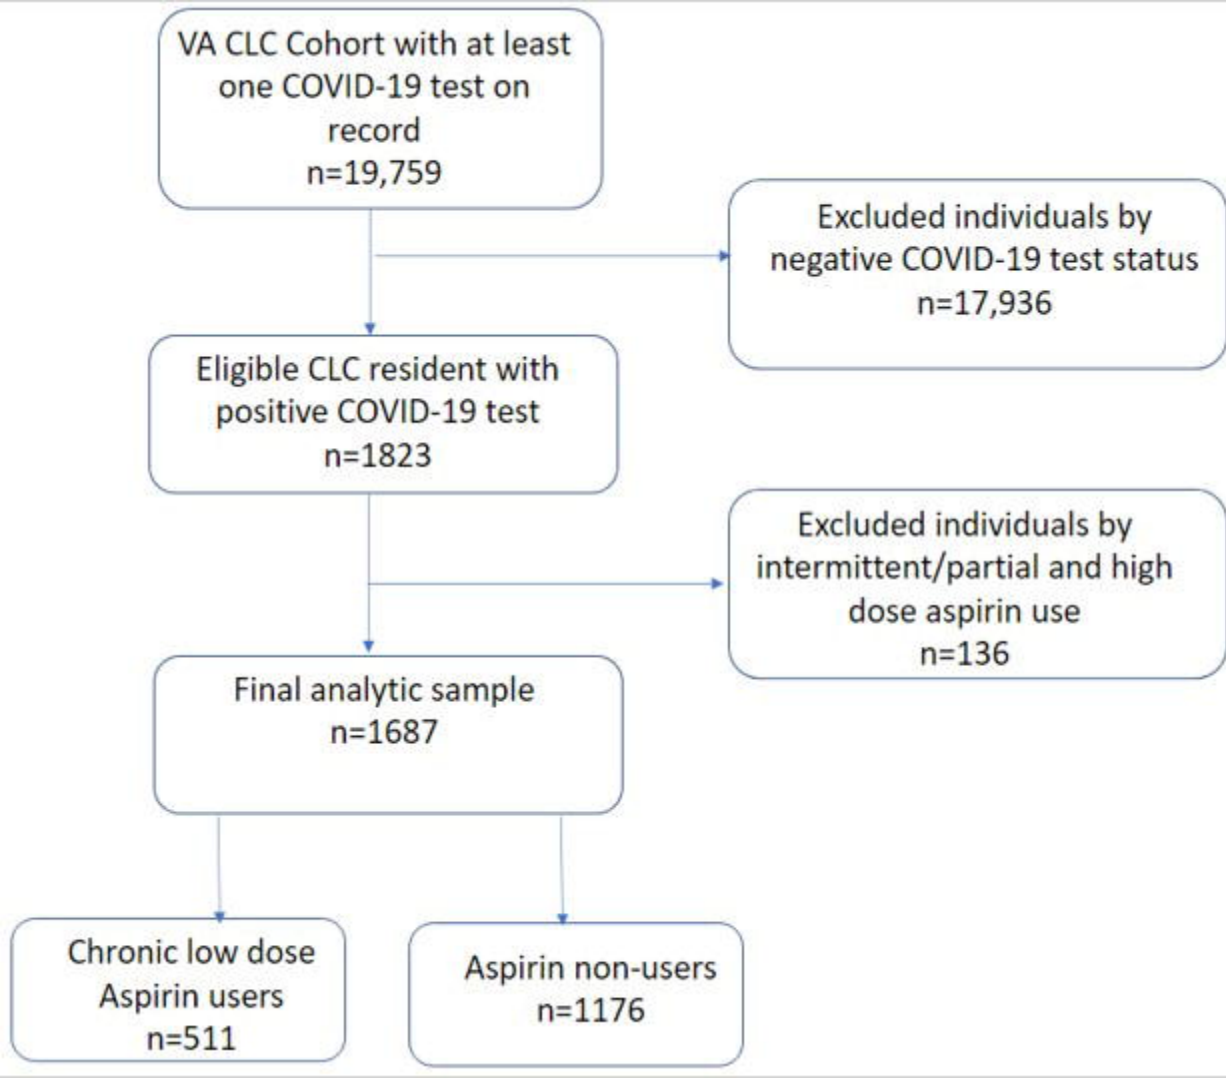 VA CLC Cohort with at least
one COVID-19 test on
record
n=19,759
Excluded individuals by
negative COVID-19 test status
n=17,936
Eligible CLC resident with
positive COVID-19 test
n=1823
Excluded individuals by
intermittent/partial and high
dose aspirin use
n=136
Final analytic sample
n=1687
Chronic low dose
Aspirin users
n=511
Aspirin non-users
n=1176